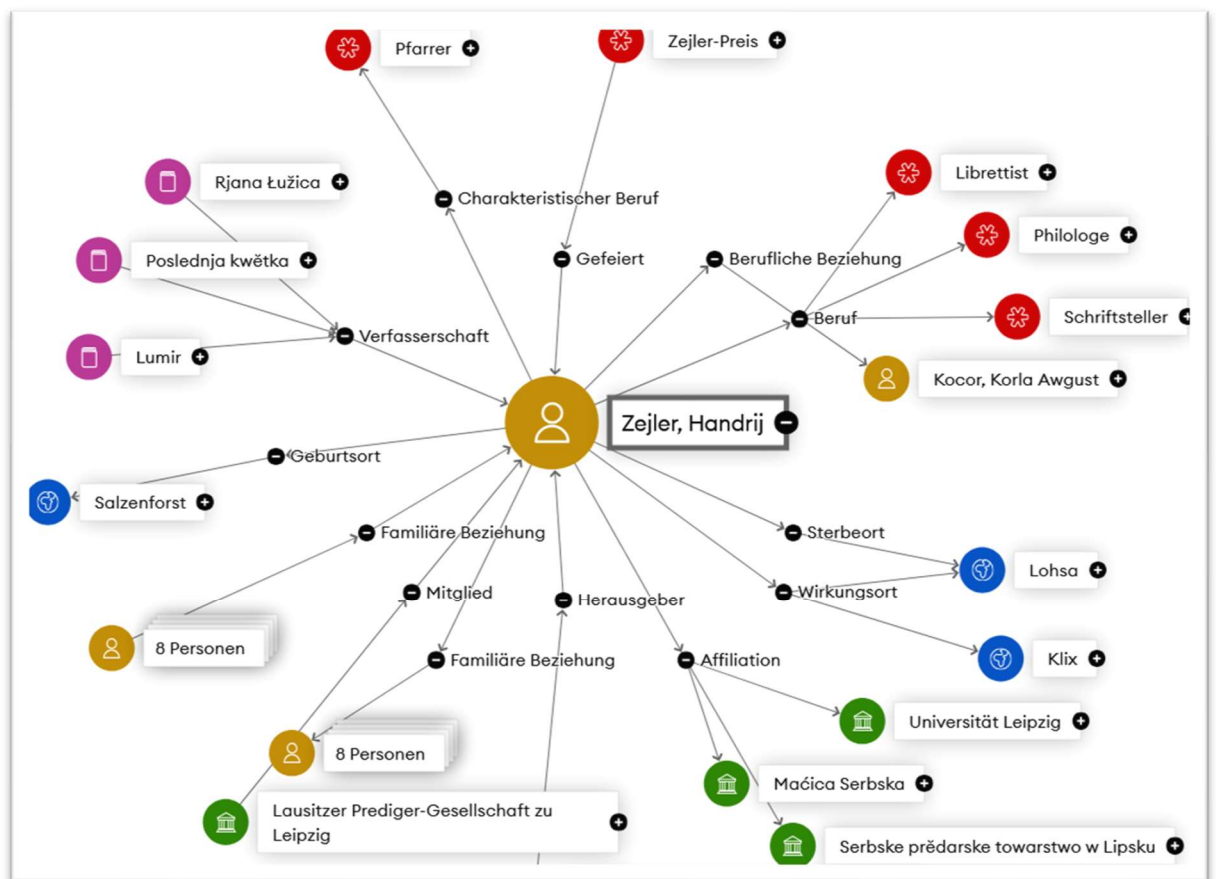 Pfarrer
Zejler-Preis
Rjana Łužica
Librettist
Charakteristischer Beruf
Philologe
Poslednja kwětka
Gefeiert
Berufliche Beziehung
Schriftsteller
Beruf
Lumir
Verfasserschaft
Kocor, Korla Awgust
Zejler, Handrij
Geburtsort
Salzenforst
Familiäre Beziehung
Sterbeort
Lohsa
Mitglied
Herausgeber
Wirkungsort
8 Personen
Familiäre Beziehung
Affiliation
Klix
Universität Leipzig
8 Personen
Maćica Serbska
Lausitzer Prediger-Gesellschaft zu
Leipzig
Serbske prědarske towarstwo w Lipsku